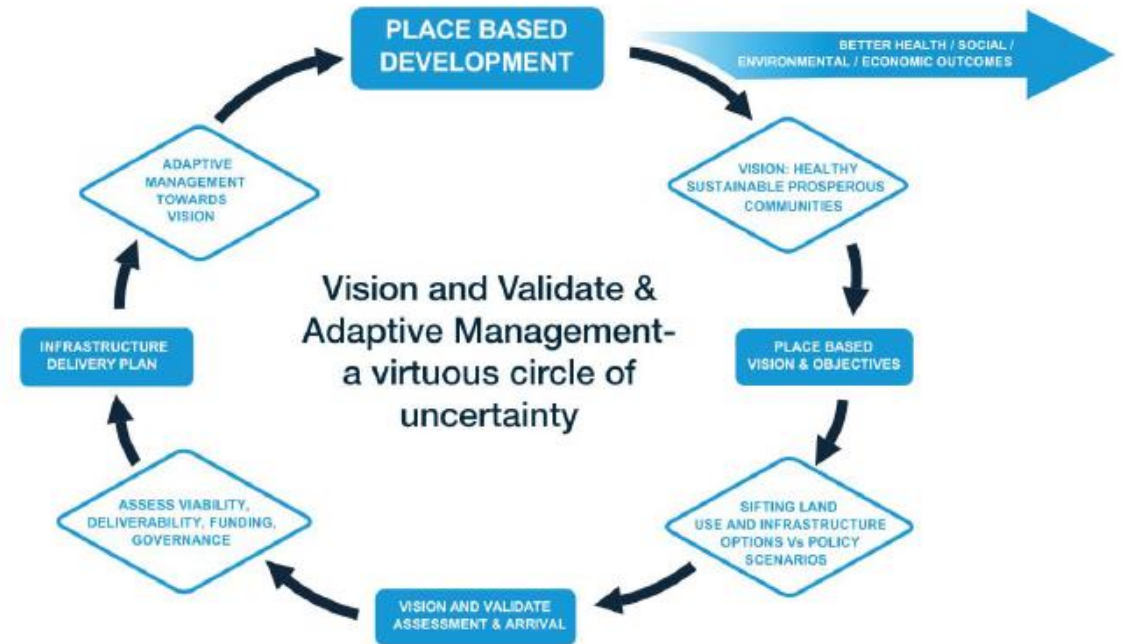 PLACE BASED
DEVELOPMENT
BETTER HEALTH / SOCIAL /
ENVIRONMENTAL / ECONOMIC OUTCOMES
VISION: HEALTHY
SUSTAINABLE PROSPEROUS
COMMUNITIES
PLACE BASED
VISION & OBJECTIVES
SIFTING LAND
USE AND INFRASTRUCTURE
OPTIONS Vs POLICY
SCENARIOS
VISION AND VALIDATE
ASSESSMENT & ARRIVAL
ASSESS VIABILITY,
DELIVERABILITY, FUNDING,
GOVERNANCE
INFRASTRUCTURE
DELIVERY PLAN
ADAPTIVE
MANAGEMENT
TOWARDS
VISION
Vision and Validate &
Adaptive Management-
a virtuous circle of
uncertainty